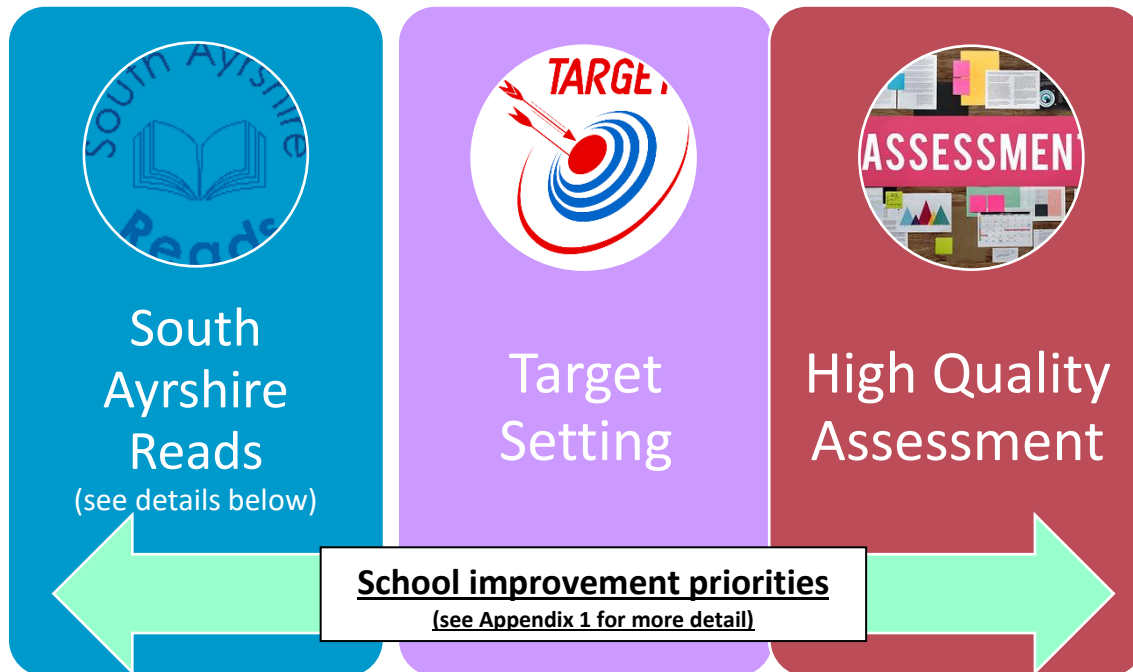 South Ayrshire
Reads
TARGET
ASSESSMENT
South
Ayrshire
Reads
(see details below)
Target
Setting
High Quality
Assessment
School improvement priorities
(see Appendix 1 for more detail)